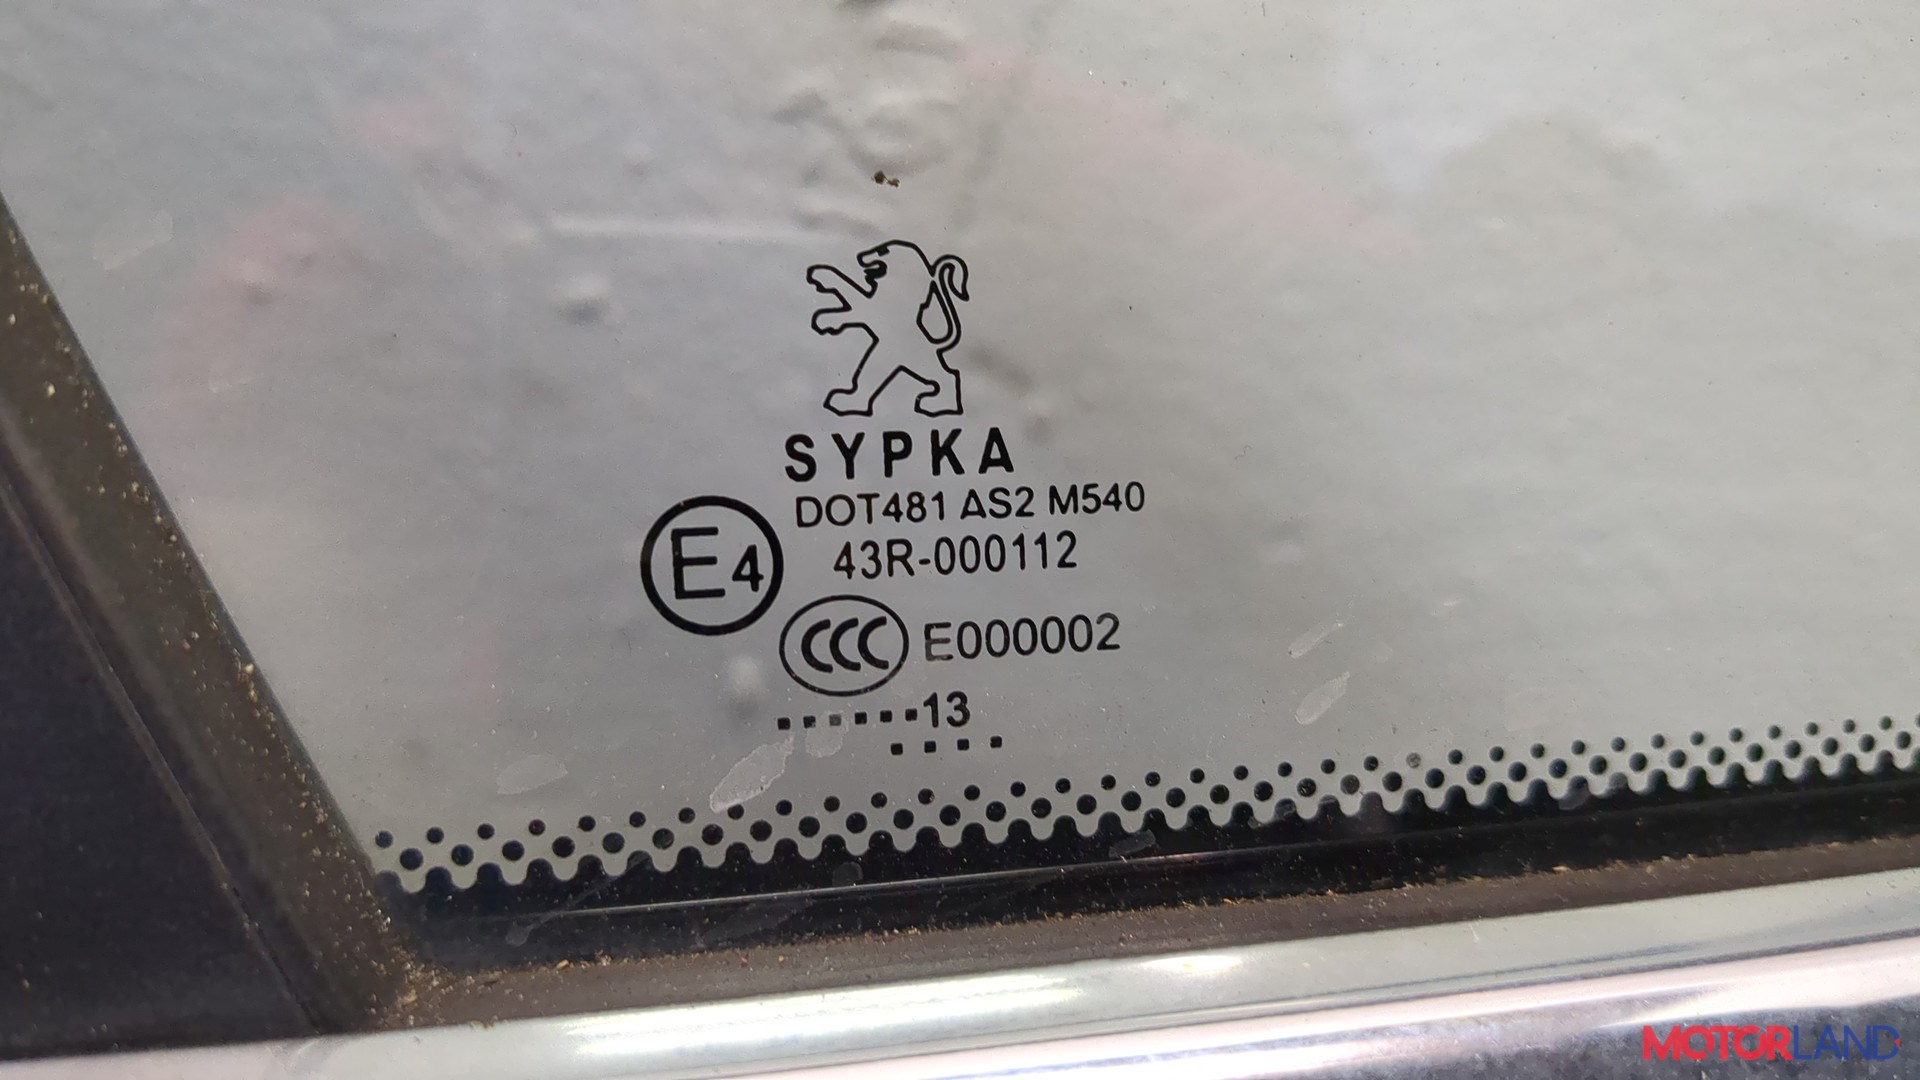 SYPKA
DOT481 AS2 M540
43R-000112
E4
CCC E000002
······13
····
MOTORLAND